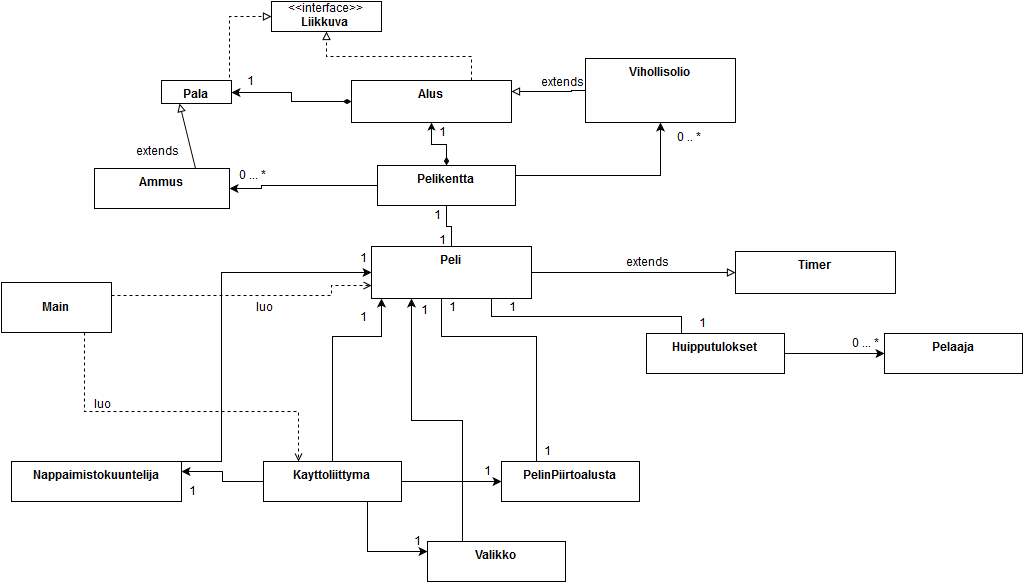 <<interface>>
Liikkuva
Pala
1
Alus
extends
Vihollisolio
1
0 .. *
extends
Ammus
0 ... *
Pelikentta
1
1
Peli
1
extends
Timer
Main
luo
1
1
1
1
1
Huipputulokset
0 ... *
Pelaaja
luo
1
Nappaimistokuuntelija
1
Kayttoliittyma
1
PelinPiirtoalusta
1
Valikko